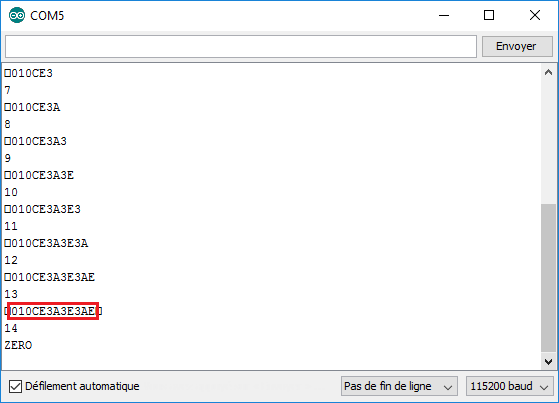 COM5
Envoyer
□010CE3
7
□010CE3A
8
□010CE3A3
9
□010CE3A3E
10
□010CE3A3E3
11
□010CE3A3E3A
12
□010CE3A3E3AE
13
□010CE3A3E3AE□
14
ZERO
Défilement automatique
Pas de fin de ligne
115200 baud